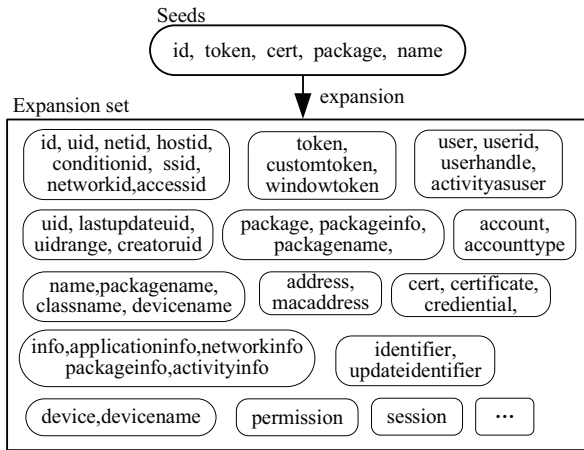 Seeds
id, token, cert, package, name
expansion
Expansion set
id, uid, netid, hostid,
conditionid, ssid,
networkid,accessid
token,
customtoken,
windowtoken
user, userid,
userhandle,
activityasuser
uid, lastupdateuid,
uidrange, creatoruid
package, packageinfo,
packagename,
account,
accounttype
name,packagename,
classname, devicename
address,
macaddress
cert, certificate,
crediential,
info,applicationinfo,networkinfo
packageinfo,activityinfo
identifier,
updateidentifier
device,devicename
permission
session
...